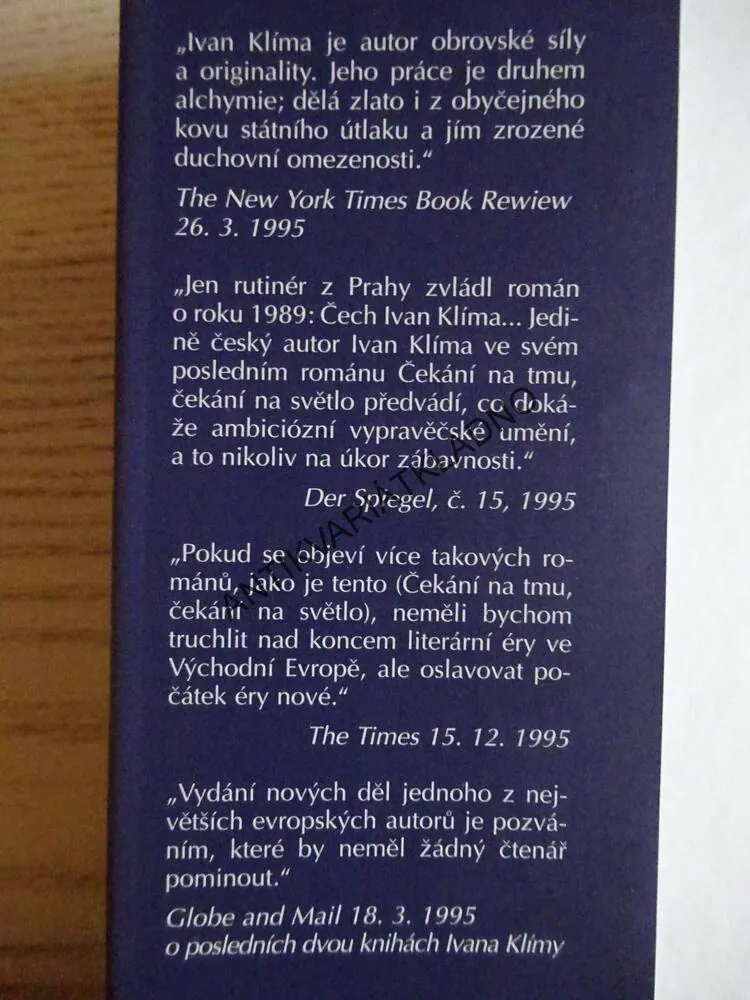 „Ivan Klíma je autor obrovské síly
a originality. Jeho práce je druhem
alchymie; dělá zlato i z obyčejného
kovu státního útlaku a jím zrozené
duchovní omezenosti.“
The New York Times Book Rewiew
26. 3. 1995
„Jen rutinér z Prahy zvládl román
o roku 1989: Čech Ivan Klíma... Jedi-
ně český autor Ivan Klíma ve svém
posledním románu Čekání na tmu,
čekání na světlo předvádí, co doká-
že ambiciózní vypravěčské umění,
a to nikoliv na úkor zábavnosti.“
Der Spiegel, č. 15, 1995
„Pokud se objeví více takových ro-
mánů, jako je tento (Čekání na tmu,
čekání na světlo), neměli bychom
truchlit nad koncem literární éry ve
Východní Evropě, ale oslavovat po-
čátek éry nové.“
The Times 15. 12. 1995
„Vydání nových děl jednoho z nej-
větších evropských autorů je pozvá-
ním, které by neměl žádný čtenář
pominout.“
Globe and Mail 18. 3. 1995
o posledních dvou knihách Ivana Klímy
ANTIKVARIÁT KLADNO